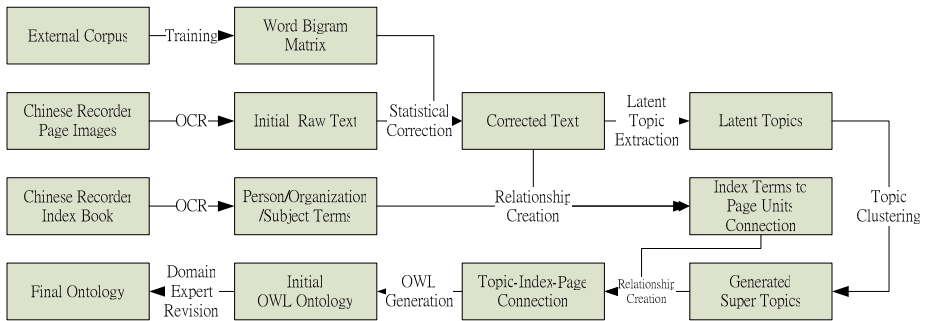 External Corpus
Training
Word Bigram
Matrix
Chinese Recorder
Page Images
OCR
Initial Raw Text
Statistical
Correction
Corrected Text
Latent
Topic
Extraction
Latent Topics
Chinese Recorder
Index Book
OCR
Person/Organization
/Subject Terms
Relationship
Creation
Index Terms to
Page Units
Connection
Topic
Clustering
Final Ontology
Domain
Expert
Revision
Initial
OWL Ontology
OWL
Generation
Topic-Index-Page
Connection
Relationship
Creation
Generated
Super Topics